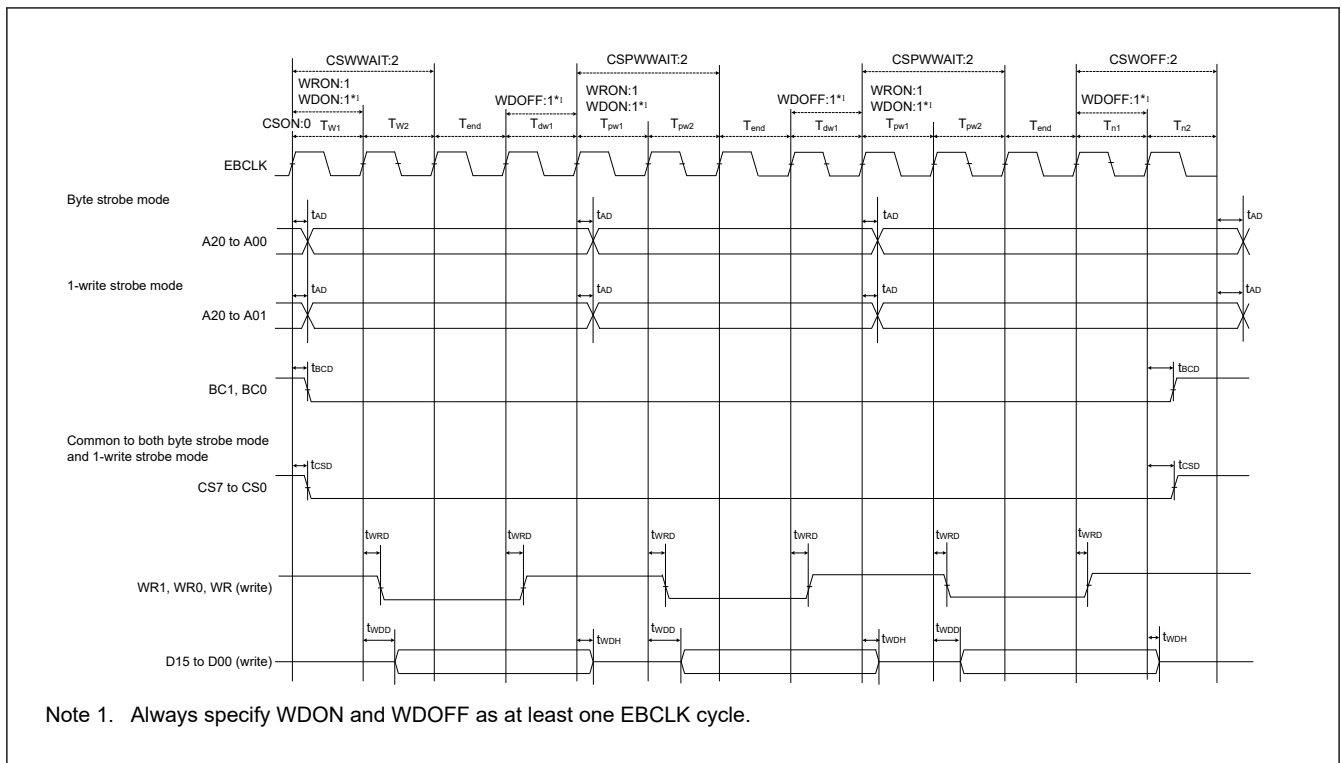 CSWWAIT:2 CSPWWAIT:2 CSPWWAIT:2 CSWOFF:2
WRON:1 WRON:1 WRON:1
WDON:1*1 WDOFF:1*1 WDON:1*1 WDOFF:1*1 WDON:1*1 WDOFF:1*1
CSON:0 TW1 TW2 Tend Tdw1 Tpw1 Tpw2 Tend Tdw1 Tpw1 Tpw2 Tend Tn1 Tn2
EBCLK
Byte strobe mode
tAD tAD tAD tAD
A20 to A00
1-write strobe mode
tAD tAD tAD tAD
A20 to A01
tBCD tBCD
BC1, BC0
Common to both byte strobe mode
and 1-write strobe mode
tCSD tCSD
CS7 to CS0
tWRD tWRD tWRD tWRD tWRD tWRD
WR1, WR0, WR (write)
tWDD tWDH tWDD tWDH tWDD tWDH
D15 to D00 (write)
Note 1. Always specify WDON and WDOFF as at least one EBCLK cycle.